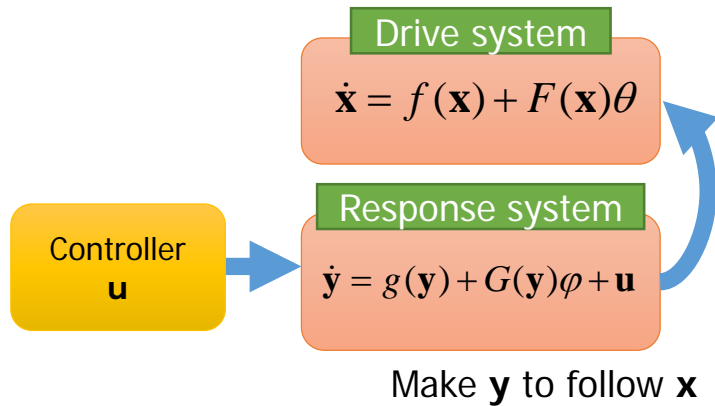 Drive system
ẋ = f(x) + F(x)θ
Response system
Controller
u
ẏ = g(y) + G(y)φ + u
Make y to follow x